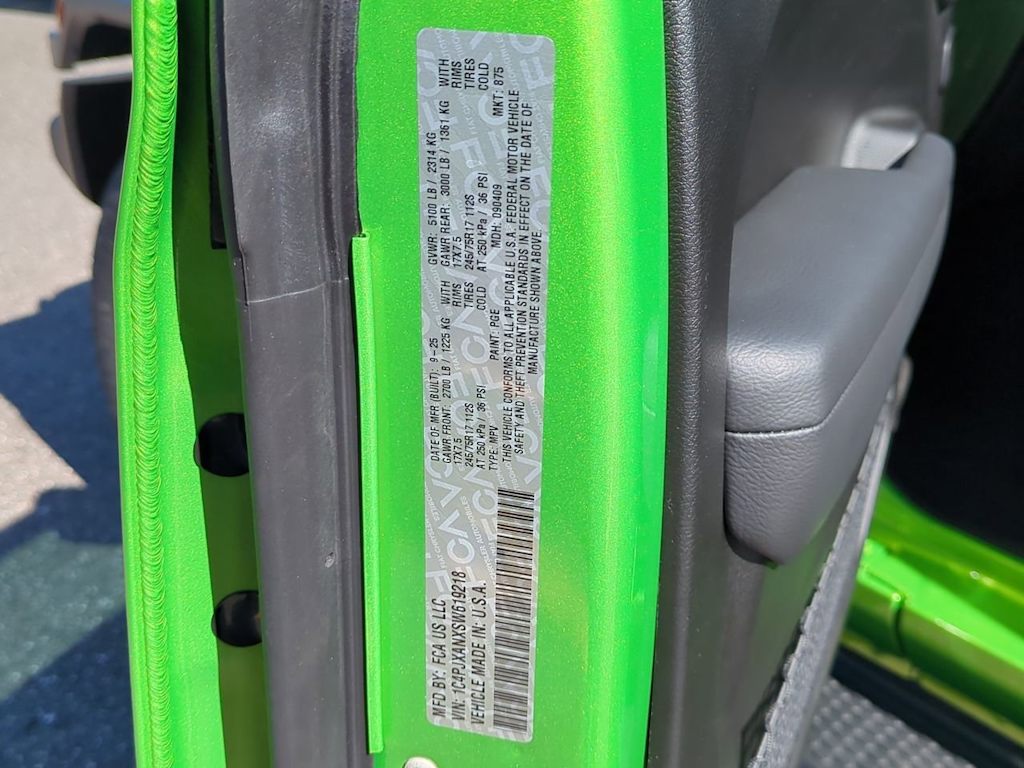 MFD BY: FCA US LLC
DATE OF MFR (BUILT): 9-25
GVWR: 5100 LB / 2314 KG
GAWR FRONT: 2700 LB / 1225 KG WITH
GAWR REAR: 3000 LB / 1361 KG WITH
17X7.5 RIMS
17X7.5 RIMS
245/75R17 112S TIRES
245/75R17 112S TIRES
AT 250 kPa / 36 PSI COLD
AT 250 kPa / 36 PSI COLD
VIN: 1C4PJXANXSW619218
TYPE: MPV PAINT: PGE MDH: 090409 MKT: 875
VEHICLE MADE IN: U.S.A.
THIS VEHICLE CONFORMS TO ALL APPLICABLE U.S.A. FEDERAL MOTOR VEHICLE
SAFETY AND THEFT PREVENTION STANDARDS IN EFFECT ON THE DATE OF
MANUFACTURE SHOWN ABOVE.